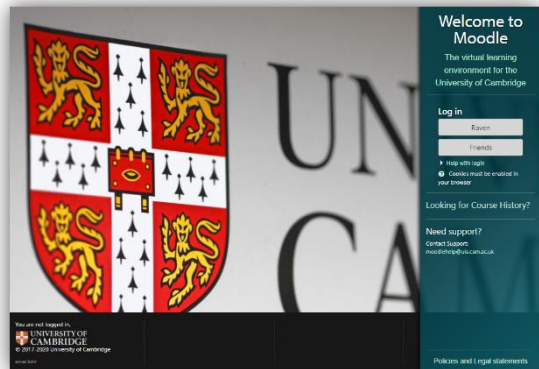 UN
CA
Welcome to
Moodle
The virtual learning
environment for the
University of Cambridge
Log in
Raven
Friends
Help with login
Cookies must be enabled in
your browser
Looking for Course History?
Need support?
Contact Support:
moodlehelp@uis.cam.ac.uk
You are not logged in.
UNIVERSITY OF
CAMBRIDGE
© 2017-2020 University of Cambridge
Policies and Legal statements